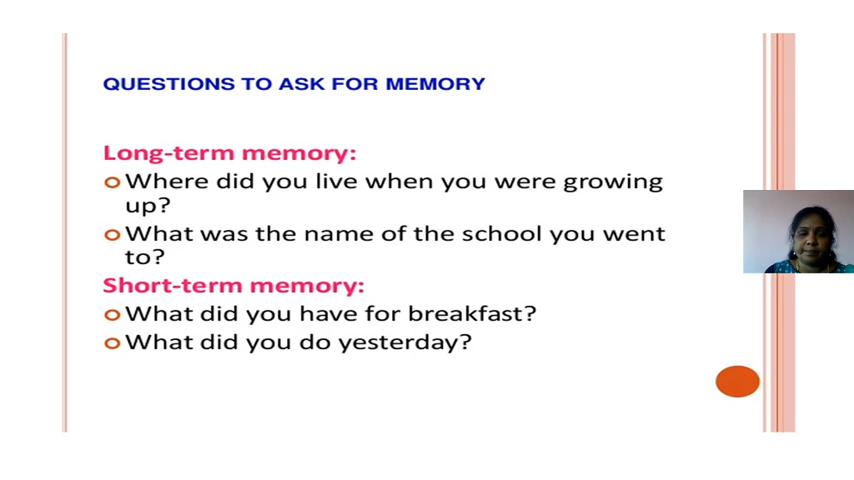 QUESTIONS TO ASK FOR MEMORY
Long-term memory:
Where did you live when you were growing
up?
What was the name of the school you went
to?
Short-term memory:
What did you have for breakfast?
What did you do yesterday?